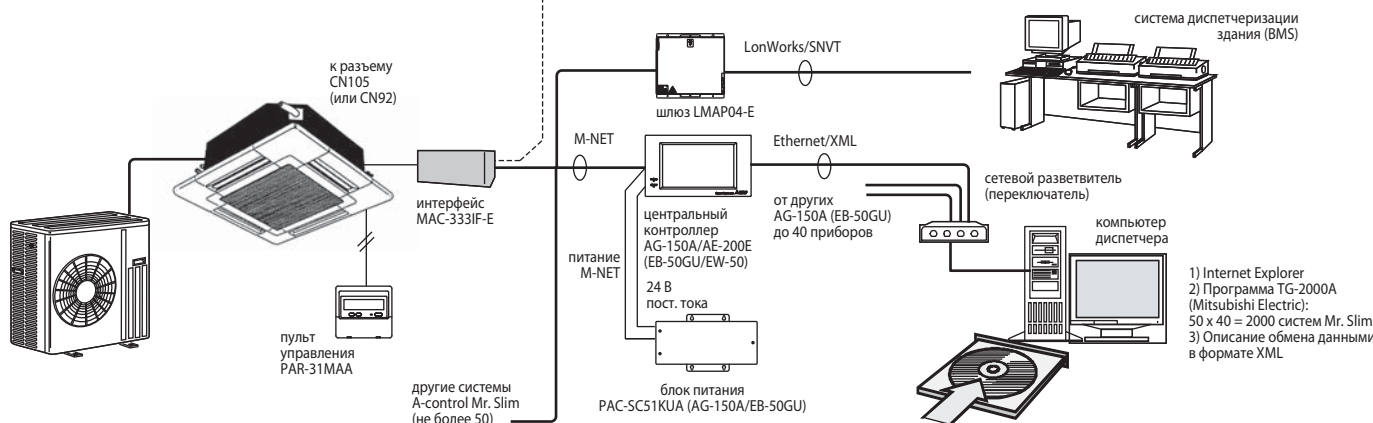 система диспетчеризации
здания (BMS)
LonWorks/SNVT
к разъему
CN105
(или CN92)
шлюз LMAP04-E
M-NET
Ethernet/XML
сетевой разветвитель
(переключатель)
интерфейс
MAC-333IF-E
центральный
контроллер
AG-150A/AE-200E
(EB-50GU/EW-50)
от других
AG-150A (EB-50GU)
до 40 приборов
компьютер
диспетчера
питание
M-NET
24 В
пост. тока
1) Internet Explorer
2) Программа TG-2000A
(Mitsubishi Electric):
50 x 40 = 2000 систем Mr. Slim
3) Описание обмена данными
в формате XML
пульт
управления
PAR-31MAA
другие системы
A-control Mr. Slim
(не более 50)
блок питания
PAC-SC51KUA (AG-150A/EB-50GU)